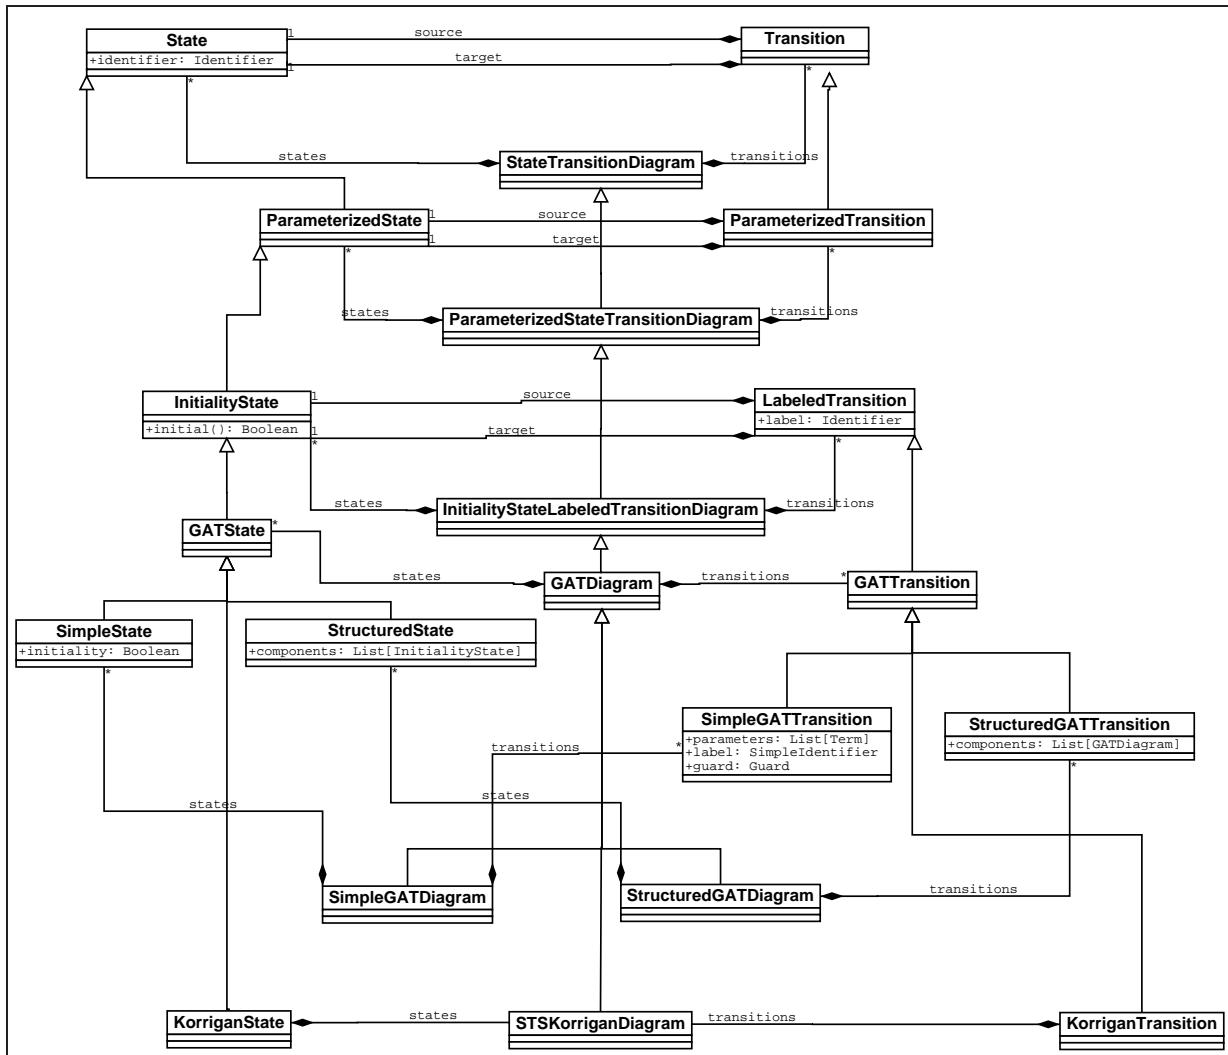 State
+identifier: Identifier
1
source
Transition
1
target
*
*
states
StateTransitionDiagram
transitions
ParameterizedState
1
source
ParameterizedTransition
1
target
*
*
states
ParameterizedStateTransitionDiagram
transitions
InitialityState
+initial(): Boolean
1
source
LabeledTransition
+label: Identifier
1
target
*
*
states
InitialityStateLabeledTransitionDiagram
transitions
GATState
*
states
GATDiagram
transitions
*
GATTransition
SimpleState
+initiality: Boolean
*
StructuredState
+components: List[InitialityState]
*
SimpleGATTransition
+parameters: List[Term]
+label: SimpleIdentifier
+guard: Guard
StructuredGATTransition
+components: List[GATDiagram]
*
transitions
*
states
states
SimpleGATDiagram
StructuredGATDiagram
transitions
KorriganState
states
STSKorriganDiagram
transitions
KorriganTransition